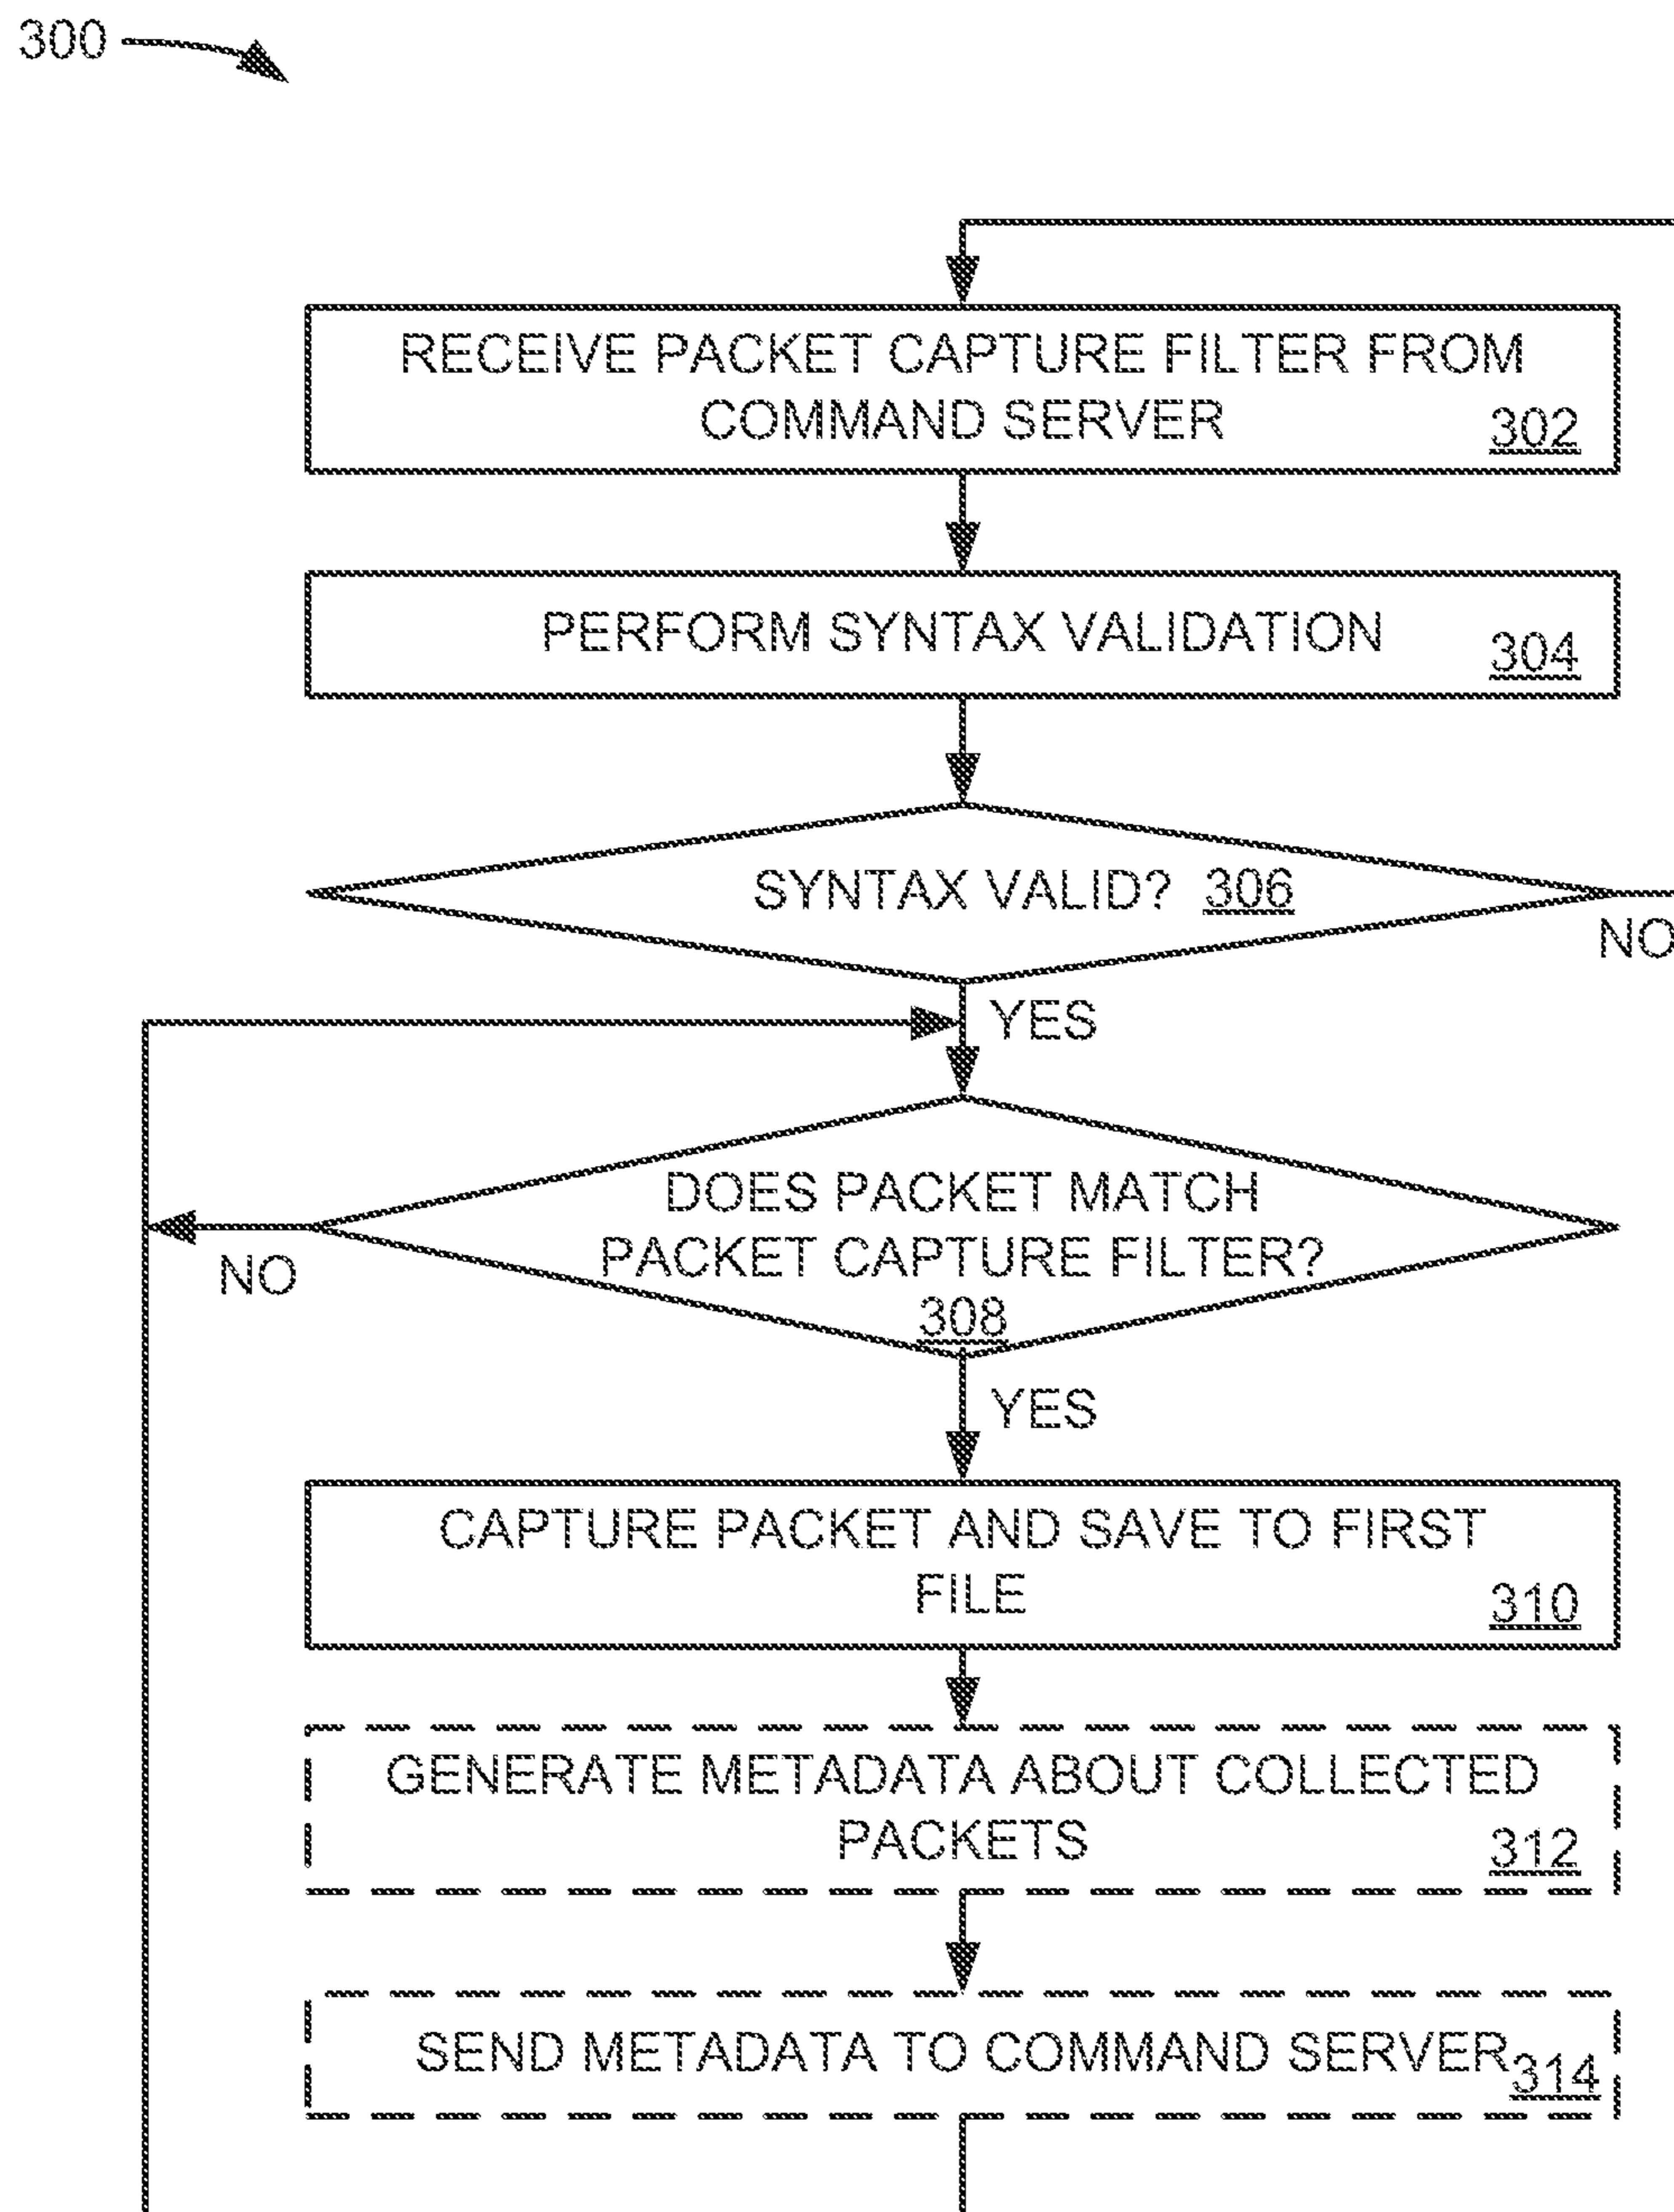 300
RECEIVE PACKET CAPTURE FILTER FROM
COMMAND SERVER
302
PERFORM SYNTAX VALIDATION
304
SYNTAX VALID? 306
NO
YES
DOES PACKET MATCH
PACKET CAPTURE FILTER?
308
NO
YES
CAPTURE PACKET AND SAVE TO FIRST
FILE
310
GENERATE METADATA ABOUT COLLECTED
PACKETS
312
SEND METADATA TO COMMAND SERVER
314